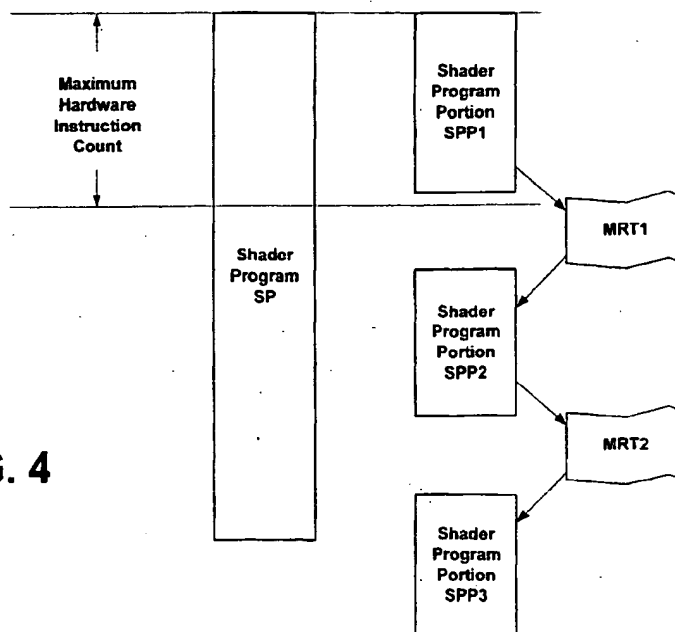 Maximum
Hardware
Instruction
Count
Shader
Program
SP
Shader
Program
Portion
SPP1
MRT1
Shader
Program
Portion
SPP2
MRT2
Shader
Program
Portion
SPP3
. 4